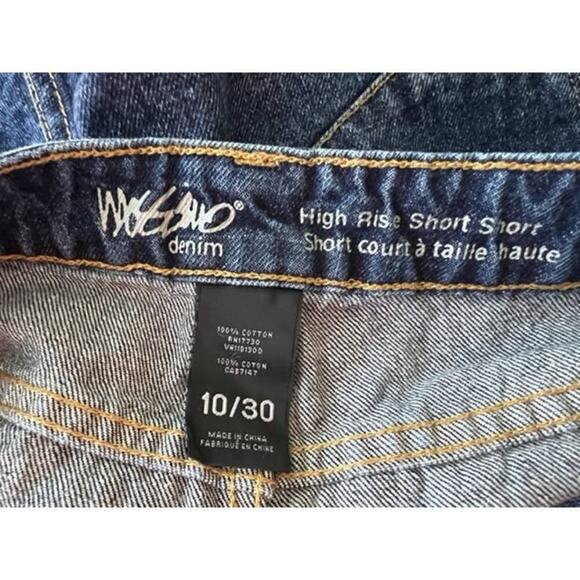 Mossimo®
denim
High Rise Short Short
Short court à taille haute
100% COTTON
RN17730
100% COTON
CA57147
10/30
MADE IN CHINA
FABRIQUÉ EN CHINE